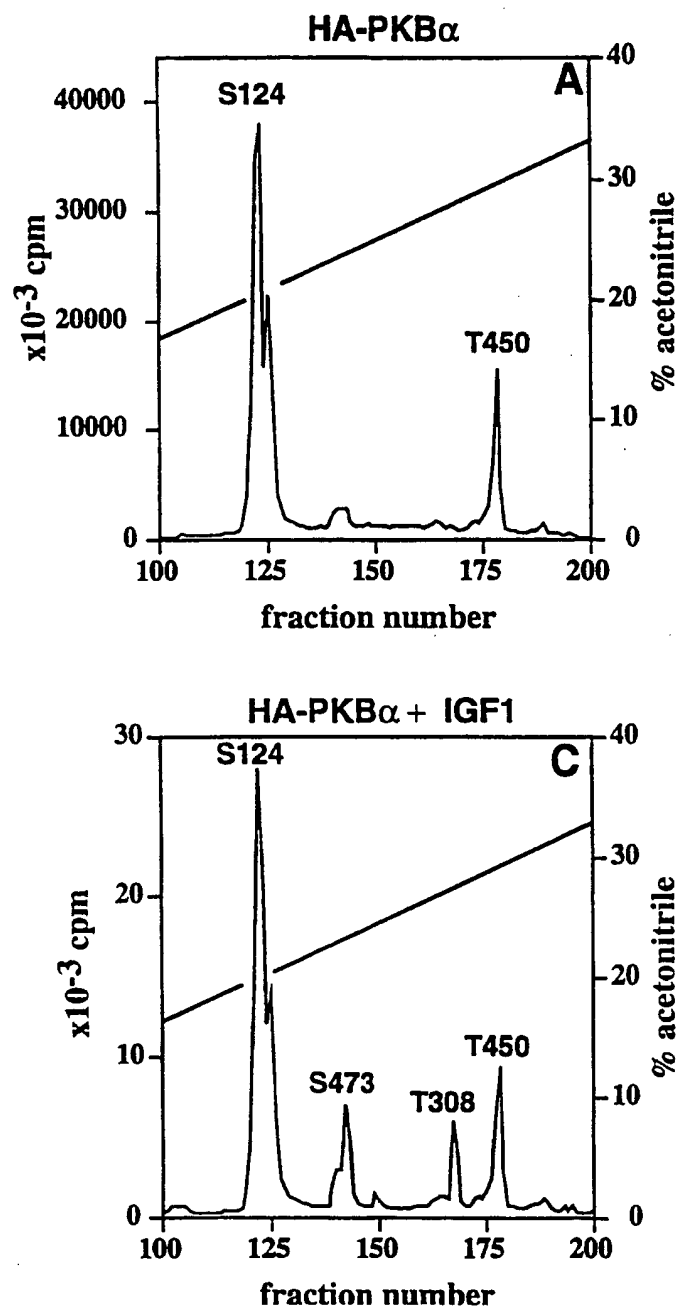 HA-PKBα
A
S124
T450
x10-3 cpm
40000
30000
20000
10000
0
40
30
20
10
0
% acetonitrile
100 125 150 175 200
fraction number
HA-PKBα + IGF1
C
S124
S473
T308
T450
x10-3 cpm
30
20
10
0
40
30
20
10
0
% acetonitrile
100 125 150 175 200
fraction number